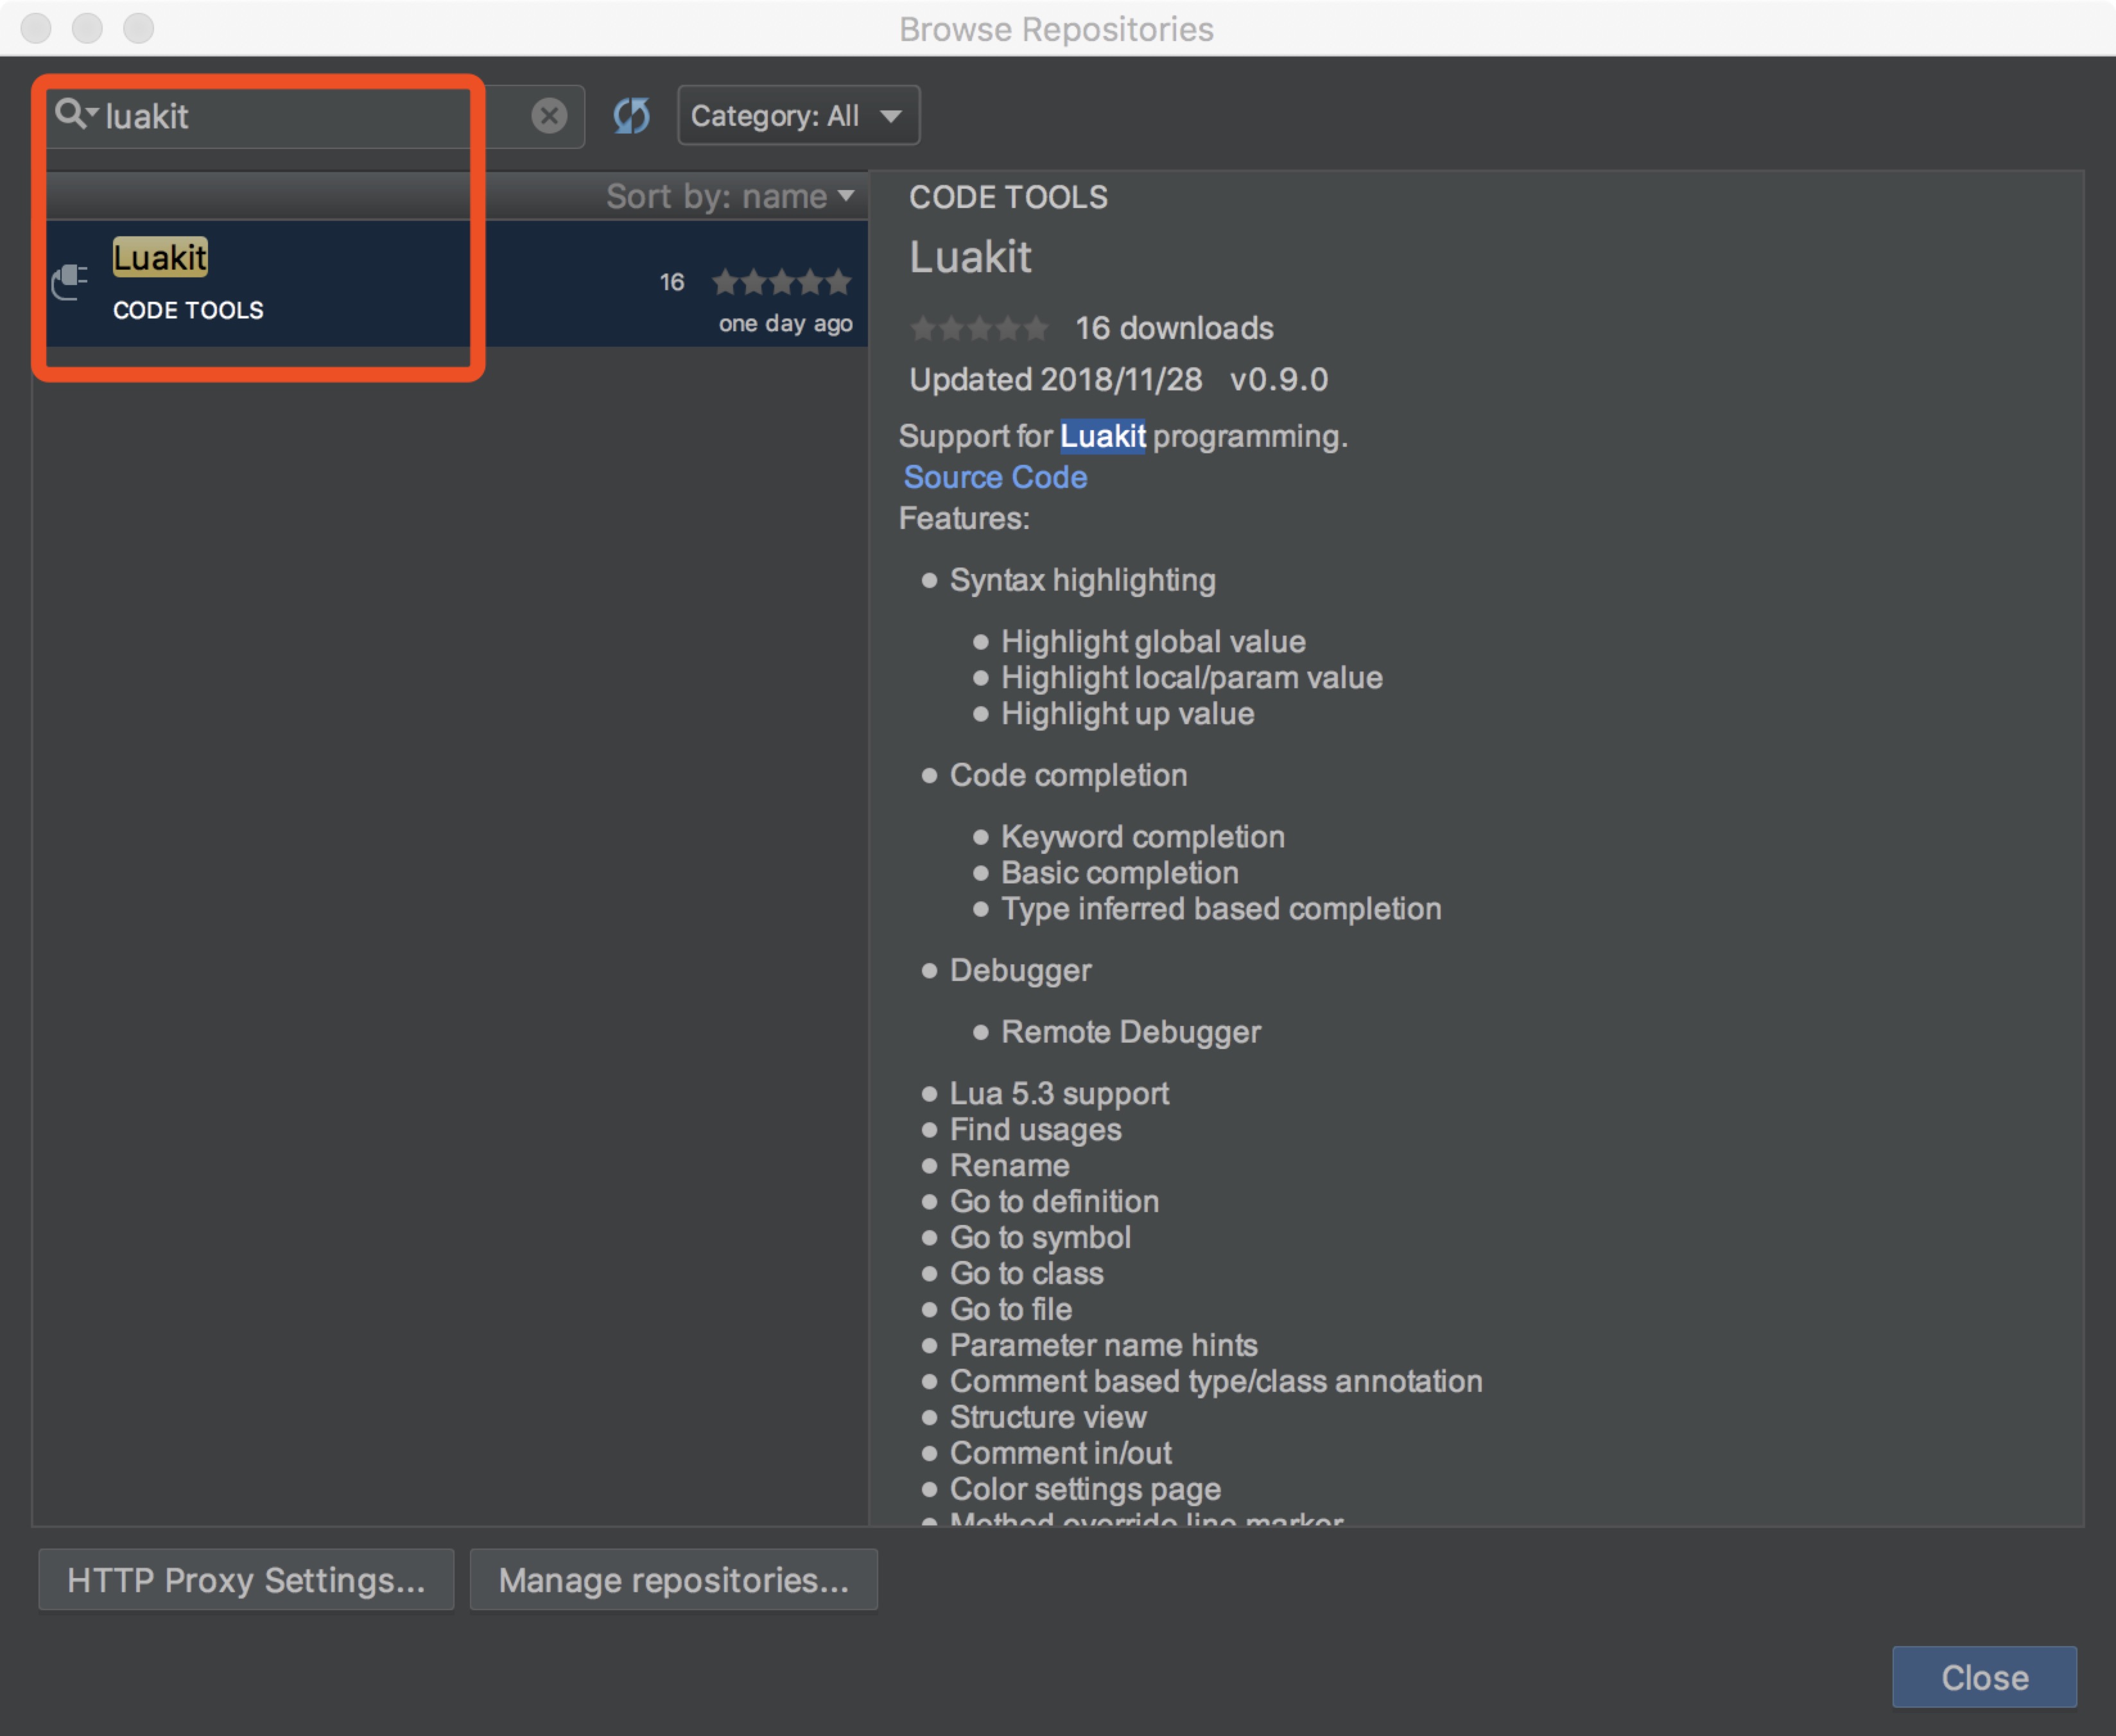 Browse Repositories
luakit
Category: All
Sort by: name
Luakit
CODE TOOLS
16
one day ago
CODE TOOLS
Luakit
16 downloads
Updated 2018/11/28 v0.9.0
Support for Luakit programming.
Source Code
Features:
Syntax highlighting
Highlight global value
Highlight local/param value
Highlight up value
Code completion
Keyword completion
Basic completion
Type inferred based completion
Debugger
Remote Debugger
Lua 5.3 support
Find usages
Rename
Go to definition
Go to symbol
Go to class
Go to file
Parameter name hints
Comment based type/class annotation
Structure view
Comment in/out
Color settings page
Method override line marker
HTTP Proxy Settings...
Manage repositories...
Close